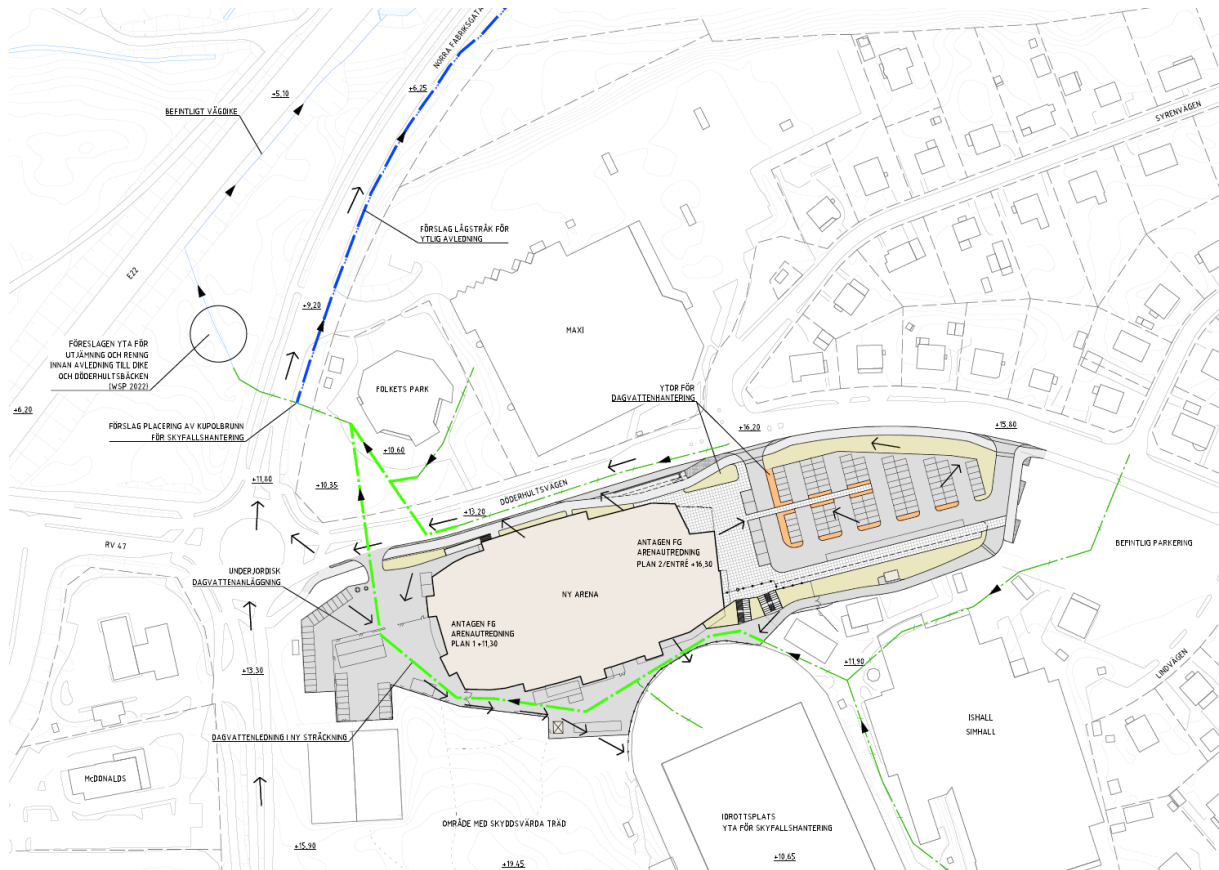 NORRA FABRIKSGATA
+5,10
+6,25
BEFINTLIGT VÄGDIKE
SYRENVÄGEN
FÖRSLAG LÅGSTRÅK FÖR
YTLIG AVLEDNING
E22
+9,20
MAXI
FÖRESLAGEN YTA FÖR
UTJÄMNING OCH RENING
INNAN AVLEDNING TILL DIKE
OCH DÖDERHULTSBÄCKEN
(WSP 2022)
FOLKETS PARK
YTOR FÖR
DAGVATTENHANTERING
+6,20
FÖRSLAG PLACERING AV KUPOLBRUNN
FÖR SKYFALLSHANTERING
+16,20
+15,80
+10,60
+11,80
+10,35
DÖDERHULTSVÄGEN
+13,20
RV 47
ANTAGEN FG
ARENAUTREDNING
PLAN 2/ENTRÉ +16,30
BEFINTLIG PARKERING
UNDERJORDISK
DAGVATTENANLÄGGNING
NY ARENA
ANTAGEN FG
ARENAUTREDNING
PLAN 1 +11,30
+13,30
+11,90
LINDVÄGEN
DAGVATTENLEDNING I NY STRÄCKNING
ISHALL
SIMHALL
McDONALDS
OMRÅDE MED SKYDDSVÄRDA TRÄD
IDROTTSPLATS
YTA FÖR SKYFALLSHANTERING
+15,90
+19,45
+10,65